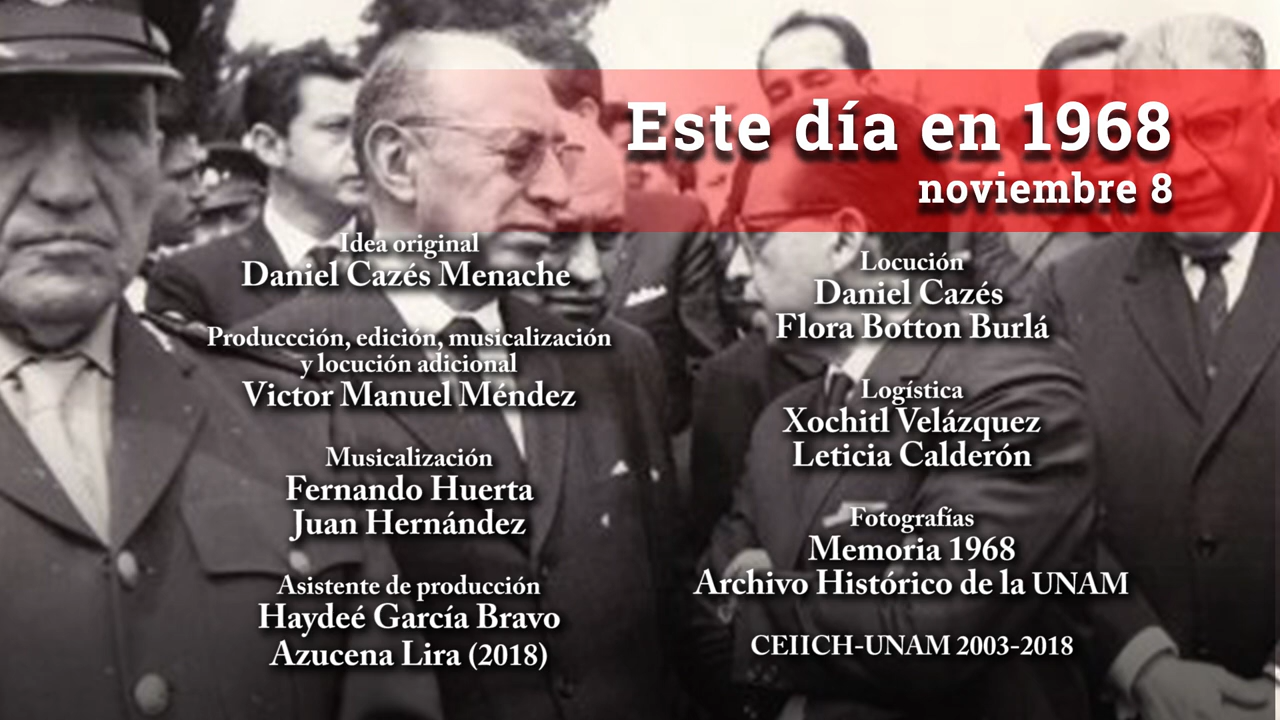 Este día en 1968
noviembre 8
Idea original
Daniel Cazés Menache
Produccción, edición, musicalización
y locución adicional
Victor Manuel Méndez
Musicalización
Fernando Huerta
Juan Hernández
Asistente de producción
Haydeé García Bravo
Azucena Lira (2018)
Locución
Daniel Cazés
Flora Botton Burlá
Logística
Xochitl Velázquez
Leticia Calderón
Fotografías
Memoria 1968
Archivo Histórico de la UNAM
CEIICH-UNAM 2003-2018